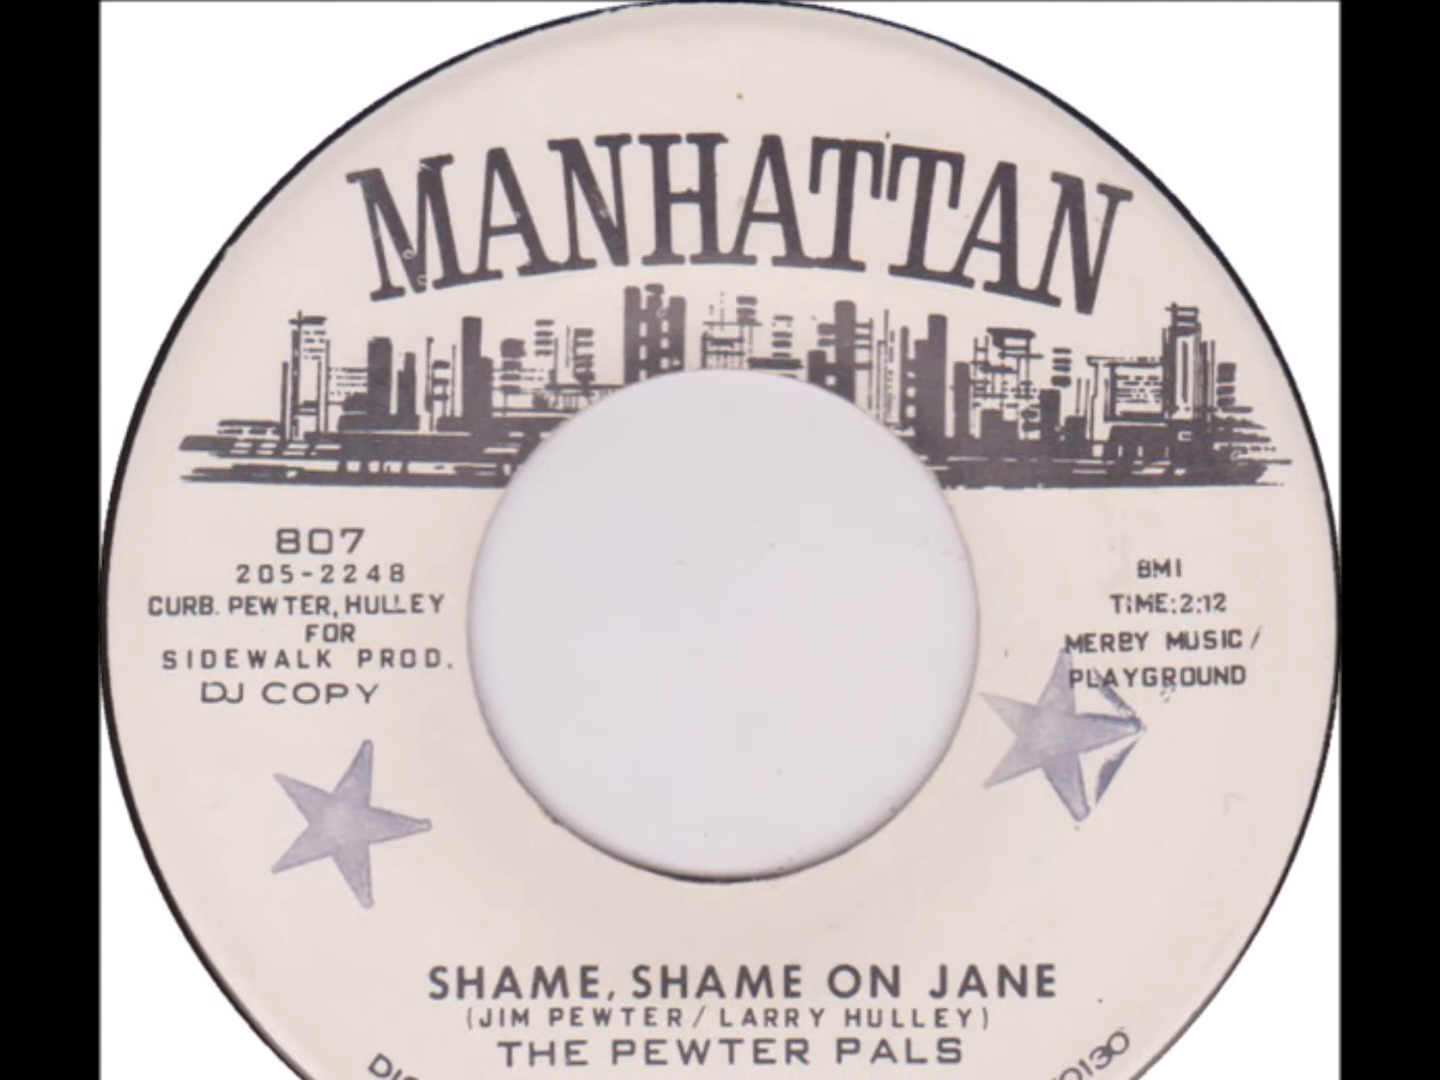 MANHATTAN
807
205-2248
CURB. PEWTER, HULLEY
FOR
SIDEWALK PROD.
DJ COPY
BMI
TIME:2:12
MERBY MUSIC/
PLAYGROUND
SHAME, SHAME ON JANE
(JIM PEWTER/LARRY HULLEY)
THE PEWTER PALS